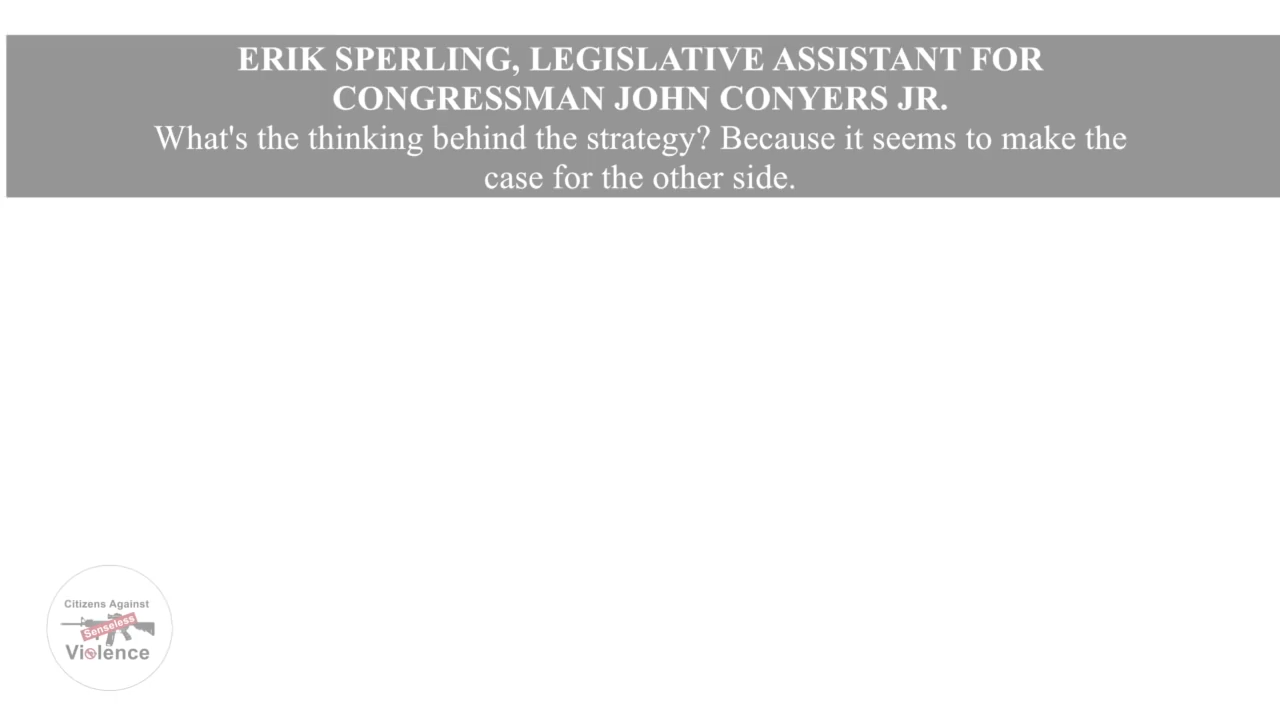 ERIK SPERLING, LEGISLATIVE ASSISTANT FOR
CONGRESSMAN JOHN CONYERS JR.
What's the thinking behind the strategy? Because it seems to make the
case for the other side.
Citizens Against
Senseless
Violence